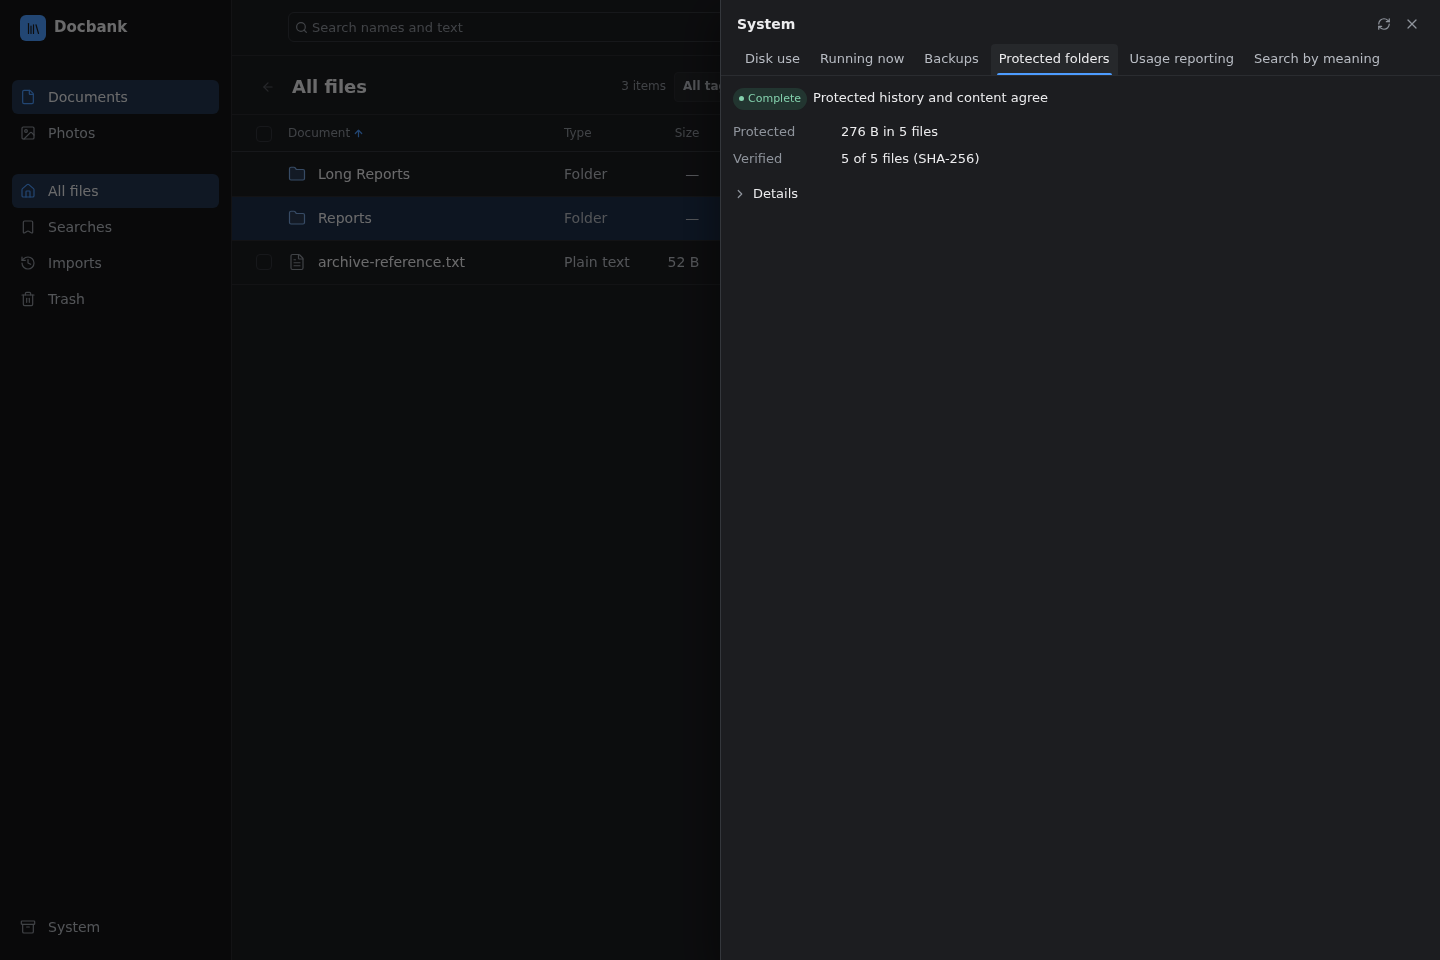 Docbank
Documents
Photos
All files
Searches
Imports
Trash
System
Search names and text
All files
3 items
All
Document Type Size
Long Reports Folder —
Reports Folder —
archive-reference.txt Plain text 52 B
System
Disk use Running now Backups Protected folders Usage reporting Search by meaning
Complete Protected history and content agree
Protected 276 B in 5 files
Verified 5 of 5 files (SHA-256)
Details